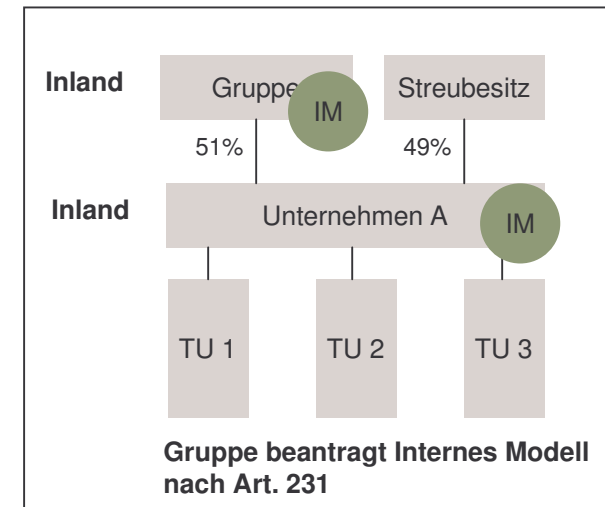 Inland
Gruppe
IM
Streubesitz
51%
49%
Inland
Unternehmen A
IM
TU 1
TU 2
TU 3
Gruppe beantragt Internes Modell
nach Art. 231